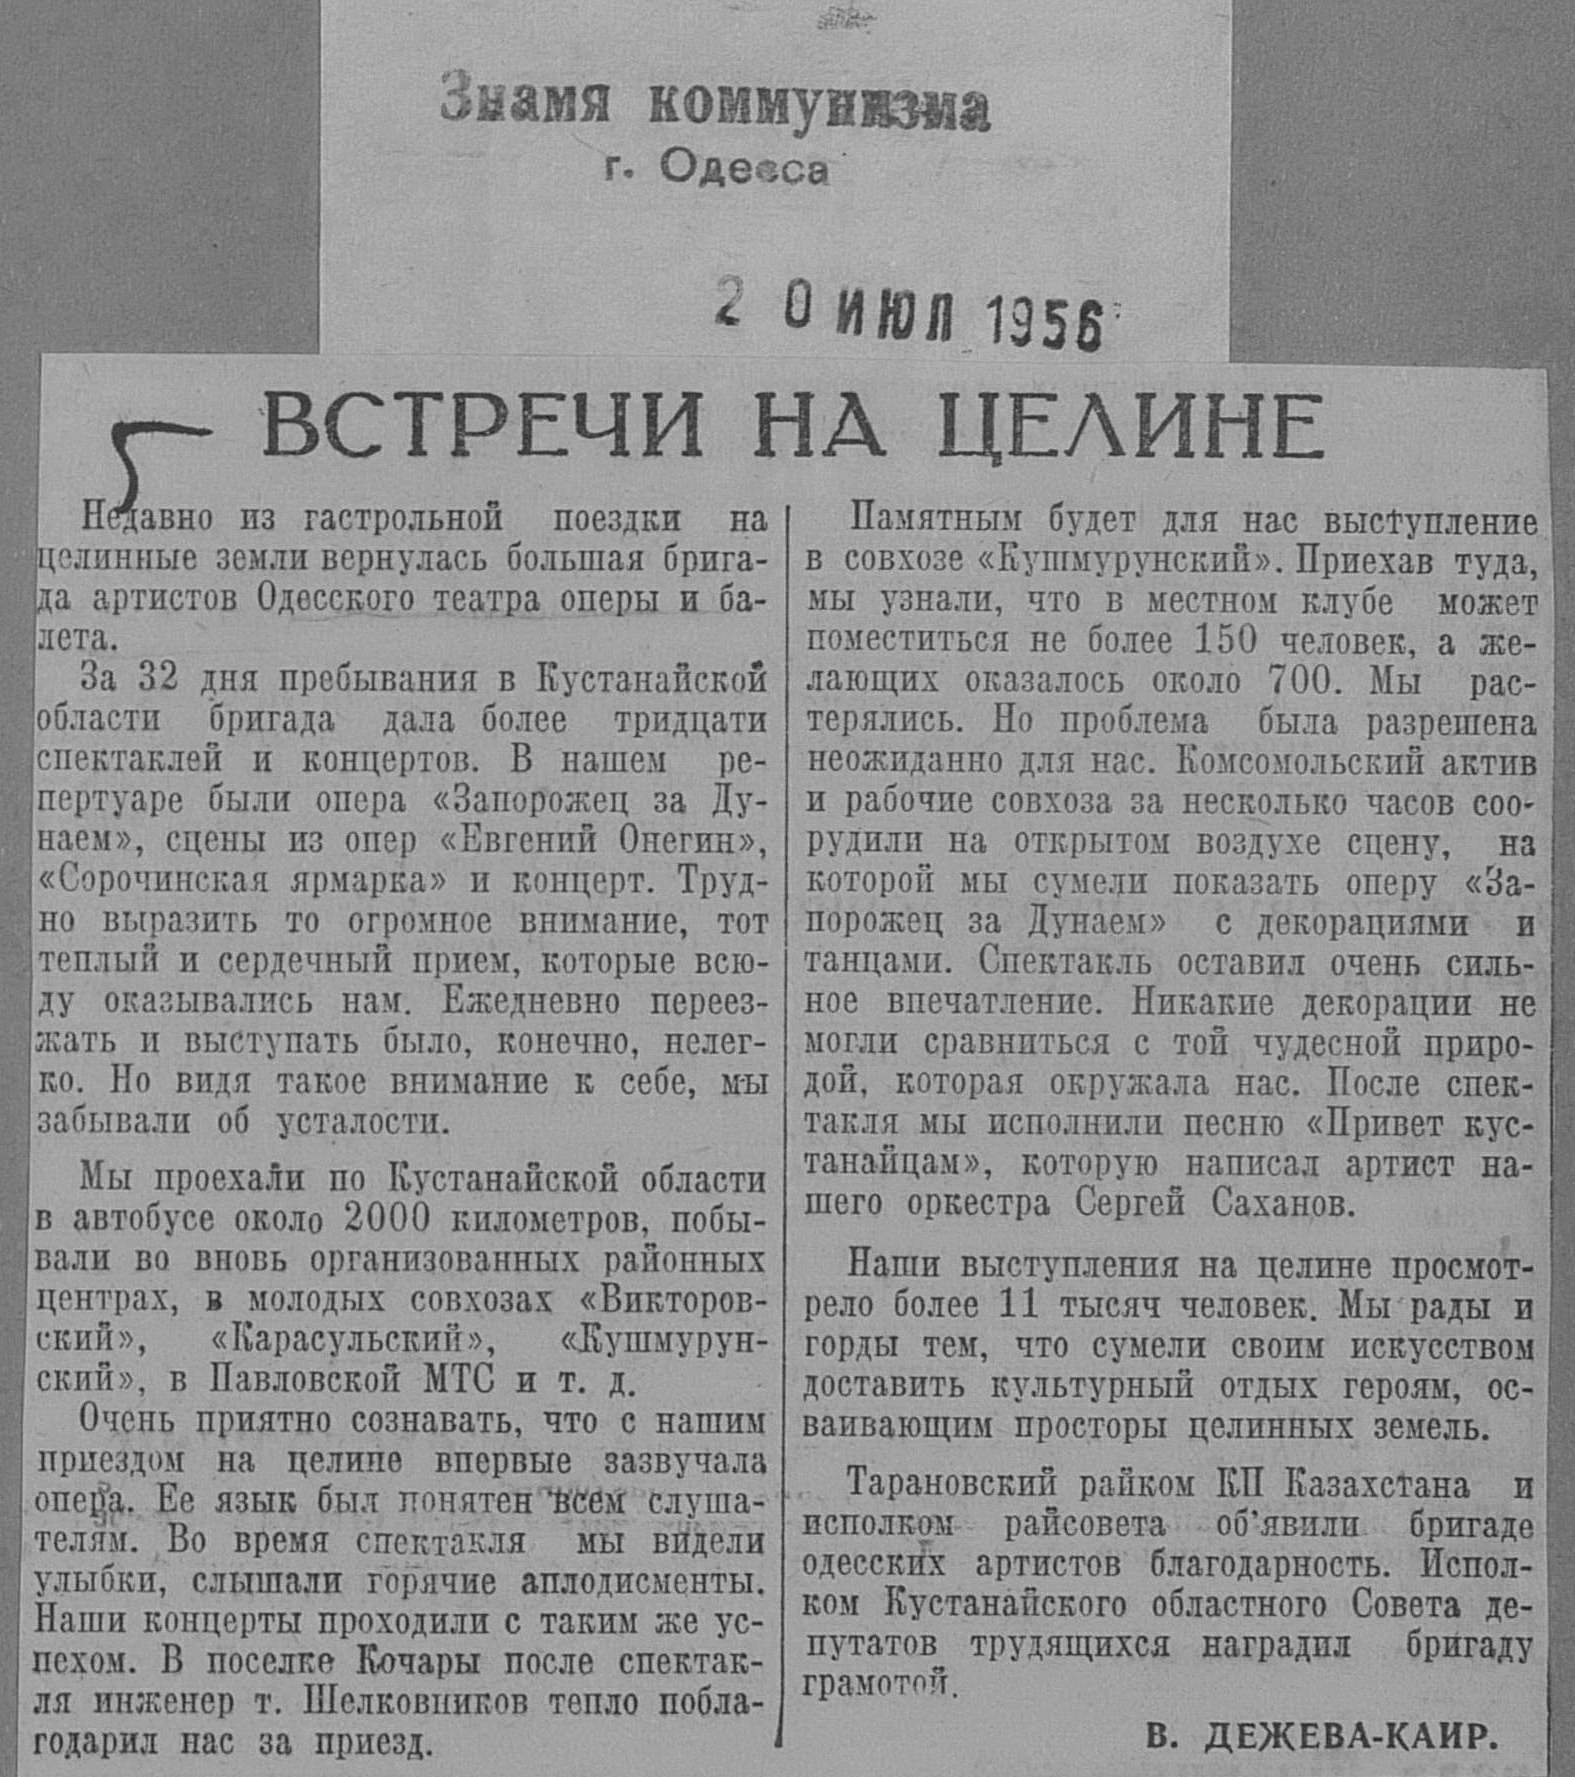 Знамя коммунизма
г. Одесса
20 ИЮЛ 1956
ВСТРЕЧИ НА ЦЕЛИНЕ
Недавно из гастрольной поездки на
целинные земли вернулась большая брига-
да артистов Одесского театра оперы и ба-
лета.
За 32 дня пребывания в Кустанайской
области бригада дала более тридцати
спектаклей и концертов. В нашем ре-
пертуаре были опера «Запорожец за Ду-
наем», сцены из опер «Евгений Онегин»,
«Сорочинская ярмарка» и концерт. Труд-
но выразить то огромное внимание, тот
теплый и сердечный прием, которые всю-
ду оказывались нам. Ежедневно переез-
жать и выступать было, конечно, нелег-
ко. Но видя такое внимание к себе, мы
забывали об усталости.
Мы проехали по Кустанайской области
в автобусе около 2000 километров, побы-
вали во вновь организованных районных
центрах, в молодых совхозах «Викторов-
ский», «Карасульский», «Кушмурун-
ский», в Павловской МТС и т. д.
Очень приятно сознавать, что с нашим
приездом на целине впервые зазвучала
опера. Ее язык был понятен всем слуша-
телям. Во время спектакля мы видели
улыбки, слышали горячие аплодисменты.
Наши концерты проходили с таким же ус-
пехом. В поселке Кочары после спектак-
ля инженер т. Шелковников тепло побла-
годарил нас за приезд.
Памятным будет для нас выступление
в совхозе «Кушмурунский». Приехав туда,
мы узнали, что в местном клубе может
поместиться не более 150 человек, а же-
лающих оказалось около 700. Мы рас-
терялись. Но проблема была разрешена
неожиданно для нас. Комсомольский актив
и рабочие совхоза за несколько часов соо-
рудили на открытом воздухе сцену, на
которой мы сумели показать оперу «За-
порожец за Дунаем» с декорациями и
танцами. Спектакль оставил очень силь-
ное впечатление. Никакие декорации не
могли сравниться с той чудесной приро-
дой, которая окружала нас. После спек-
такля мы исполнили песню «Привет кус-
танайцам», которую написал артист на-
шего оркестра Сергей Саханов.
Наши выступления на целине просмот-
рело более 11 тысяч человек. Мы рады и
горды тем, что сумели своим искусством
доставить культурный отдых героям, ос-
ваивающим просторы целинных земель.
Тарановский райком КП Казахстана и
исполком райсовета об'явили бригаде
одесских артистов благодарность. Испол-
ком Кустанайского областного Совета де-
путатов трудящихся наградил бригаду
грамотой.
В. ДЕЖЕВА-КАИР.